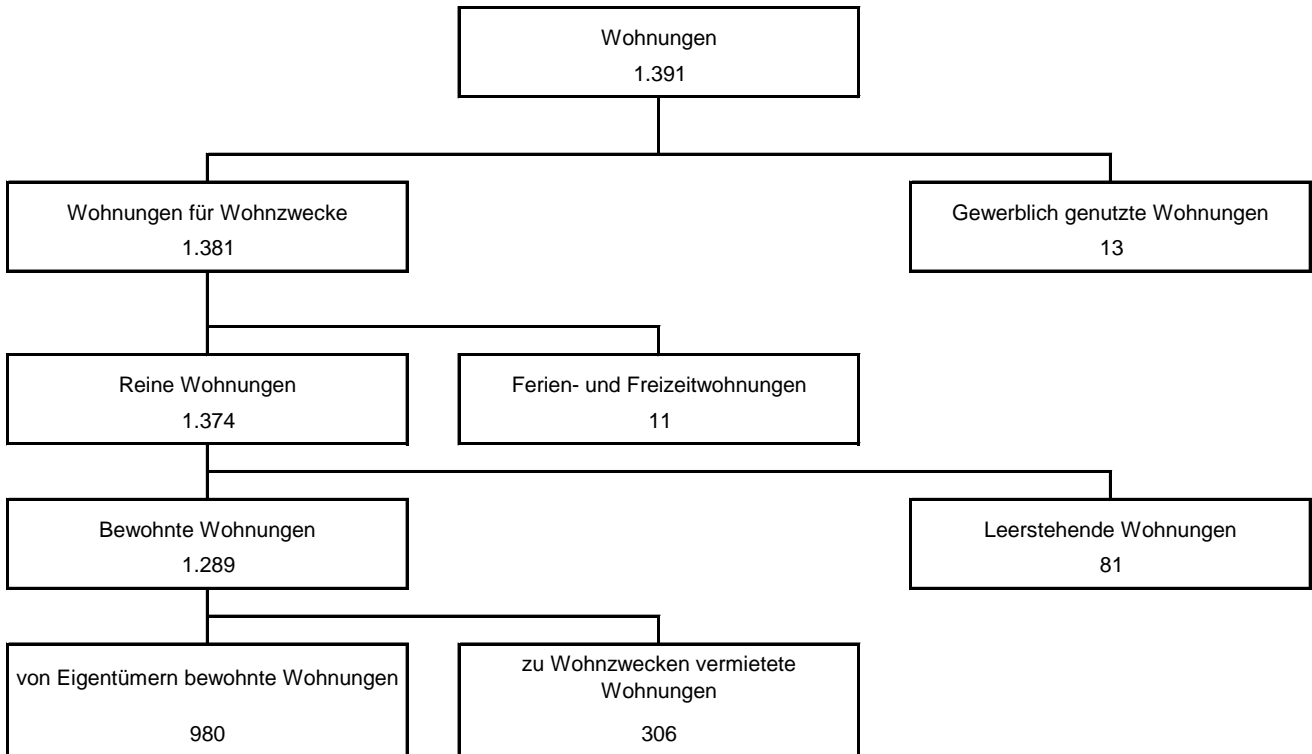 Wohnungen
1.391
Wohnungen für Wohnzwecke
1.381
Gewerblich genutzte Wohnungen
13
Reine Wohnungen
1.374
Ferien- und Freizeitwohnungen
11
Bewohnte Wohnungen
1.289
Leerstehende Wohnungen
81
von Eigentümern bewohnte Wohnungen
980
zu Wohnzwecken vermietete
Wohnungen
306